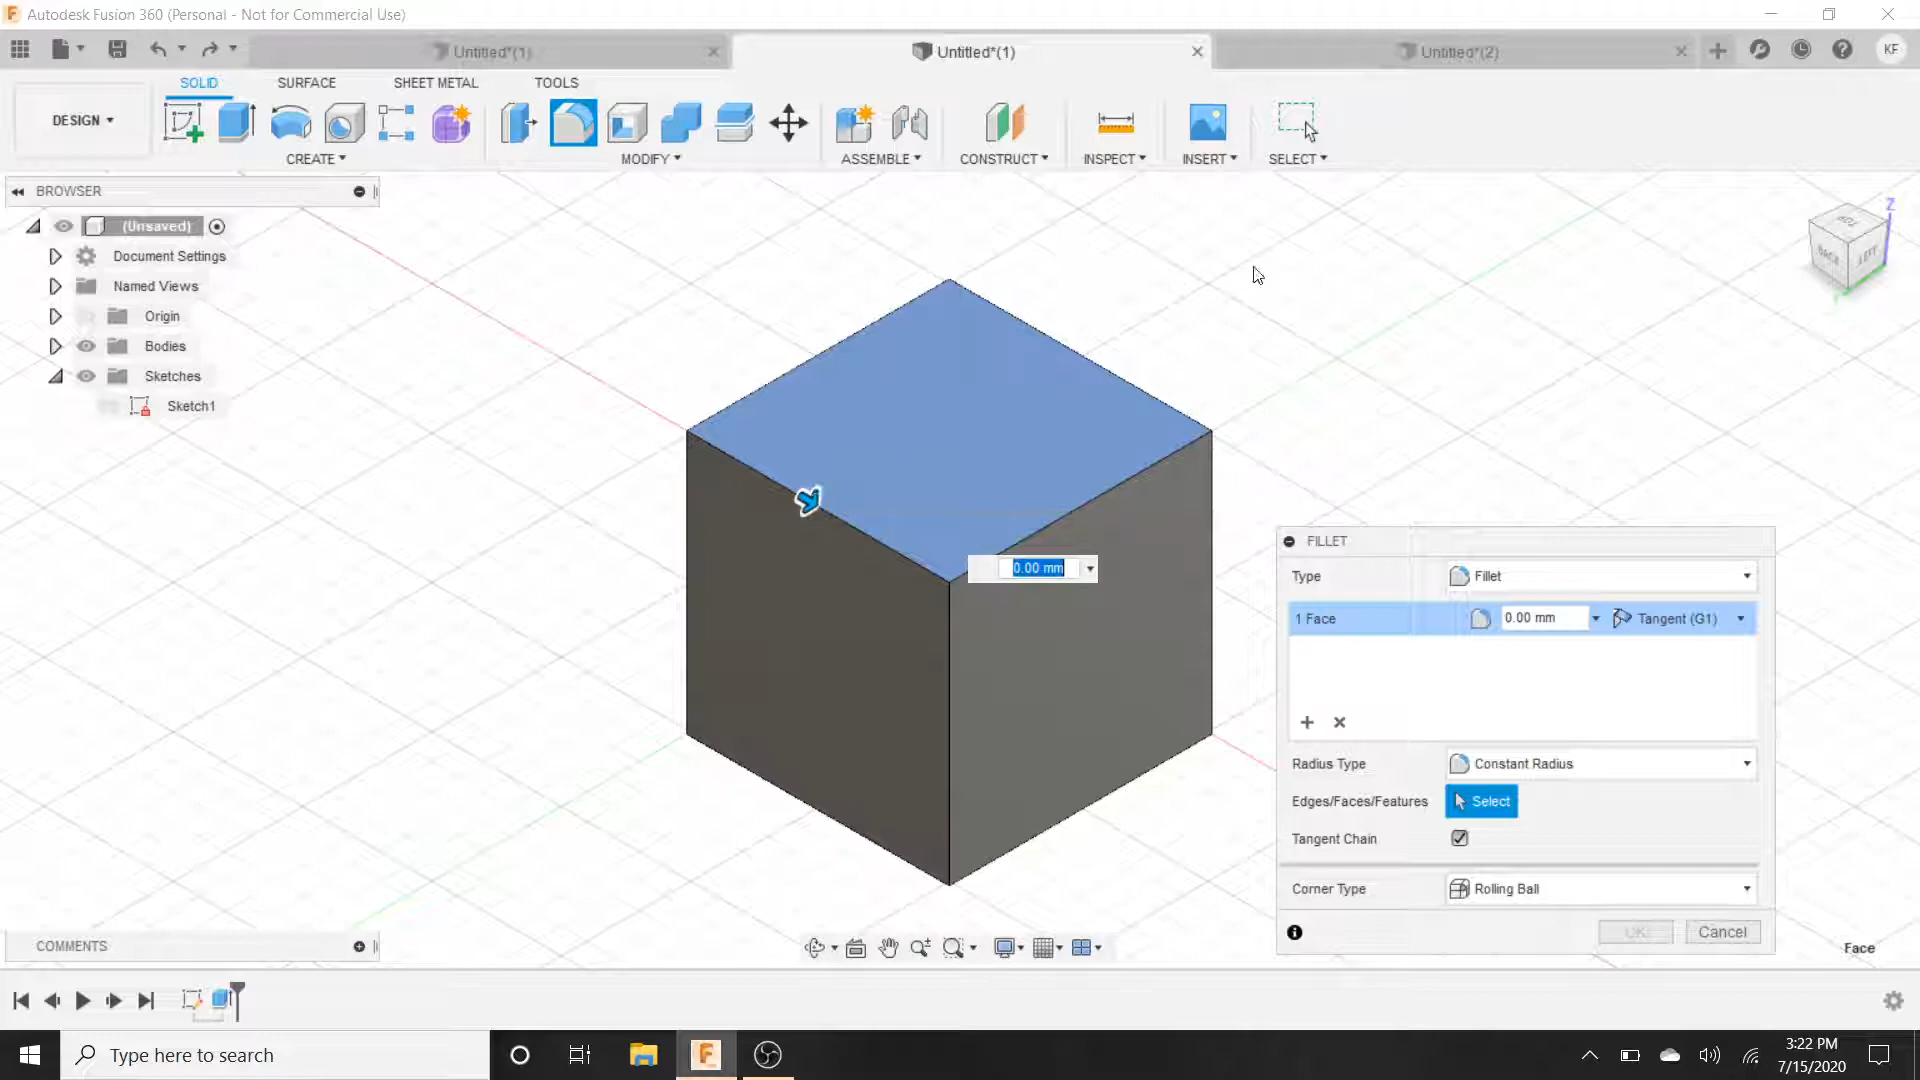 Autodesk Fusion 360 (Personal - Not for Commercial Use)
Untitled*(1)
Untitled*(1)
Untitled*(2)
KF
SOLID
SURFACE
SHEET METAL
TOOLS
DESIGN
CREATE
MODIFY
ASSEMBLE
CONSTRUCT
INSPECT
INSERT
SELECT
BROWSER
(Unsaved)
Document Settings
Named Views
Origin
Bodies
Sketches
Sketch1
Z
TOP
BACK
LEFT
Y
0.00 mm
FILLET
Type
Fillet
1 Face
0.00 mm
Tangent (G1)
Radius Type
Constant Radius
Edges/Faces/Features
Select
Tangent Chain
Corner Type
Rolling Ball
OK
Cancel
Face
COMMENTS
Type here to search
3:22 PM
7/15/2020